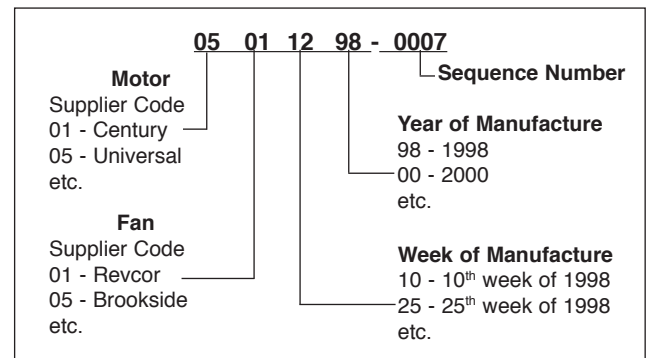 05 01 12 98 - 0007
Sequence Number
Motor
Supplier Code
01 - Century
05 - Universal
etc.
Fan
Supplier Code
01 - Revcor
05 - Brookside
etc.
Year of Manufacture
98 - 1998
00 - 2000
etc.
Week of Manufacture
10 - 10th week of 1998
25 - 25th week of 1998
etc.